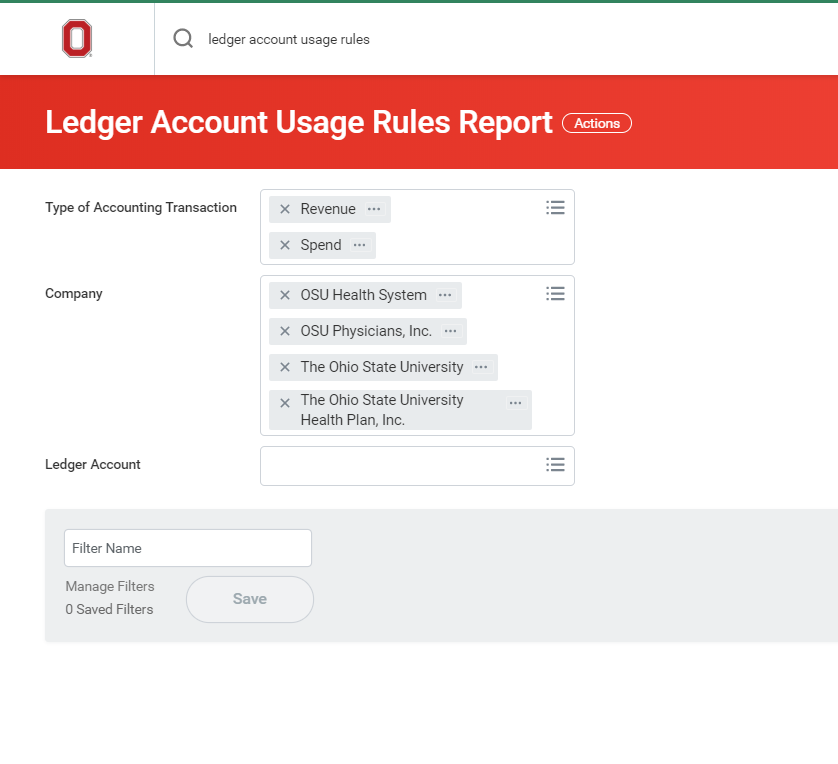 O
ledger account usage rules
Ledger Account Usage Rules Report Actions
Type of Accounting Transaction
Revenue
Spend
Company
OSU Health System
OSU Physicians, Inc.
The Ohio State University
The Ohio State University
Health Plan, Inc.
Ledger Account
Filter Name
Manage Filters
0 Saved Filters
Save